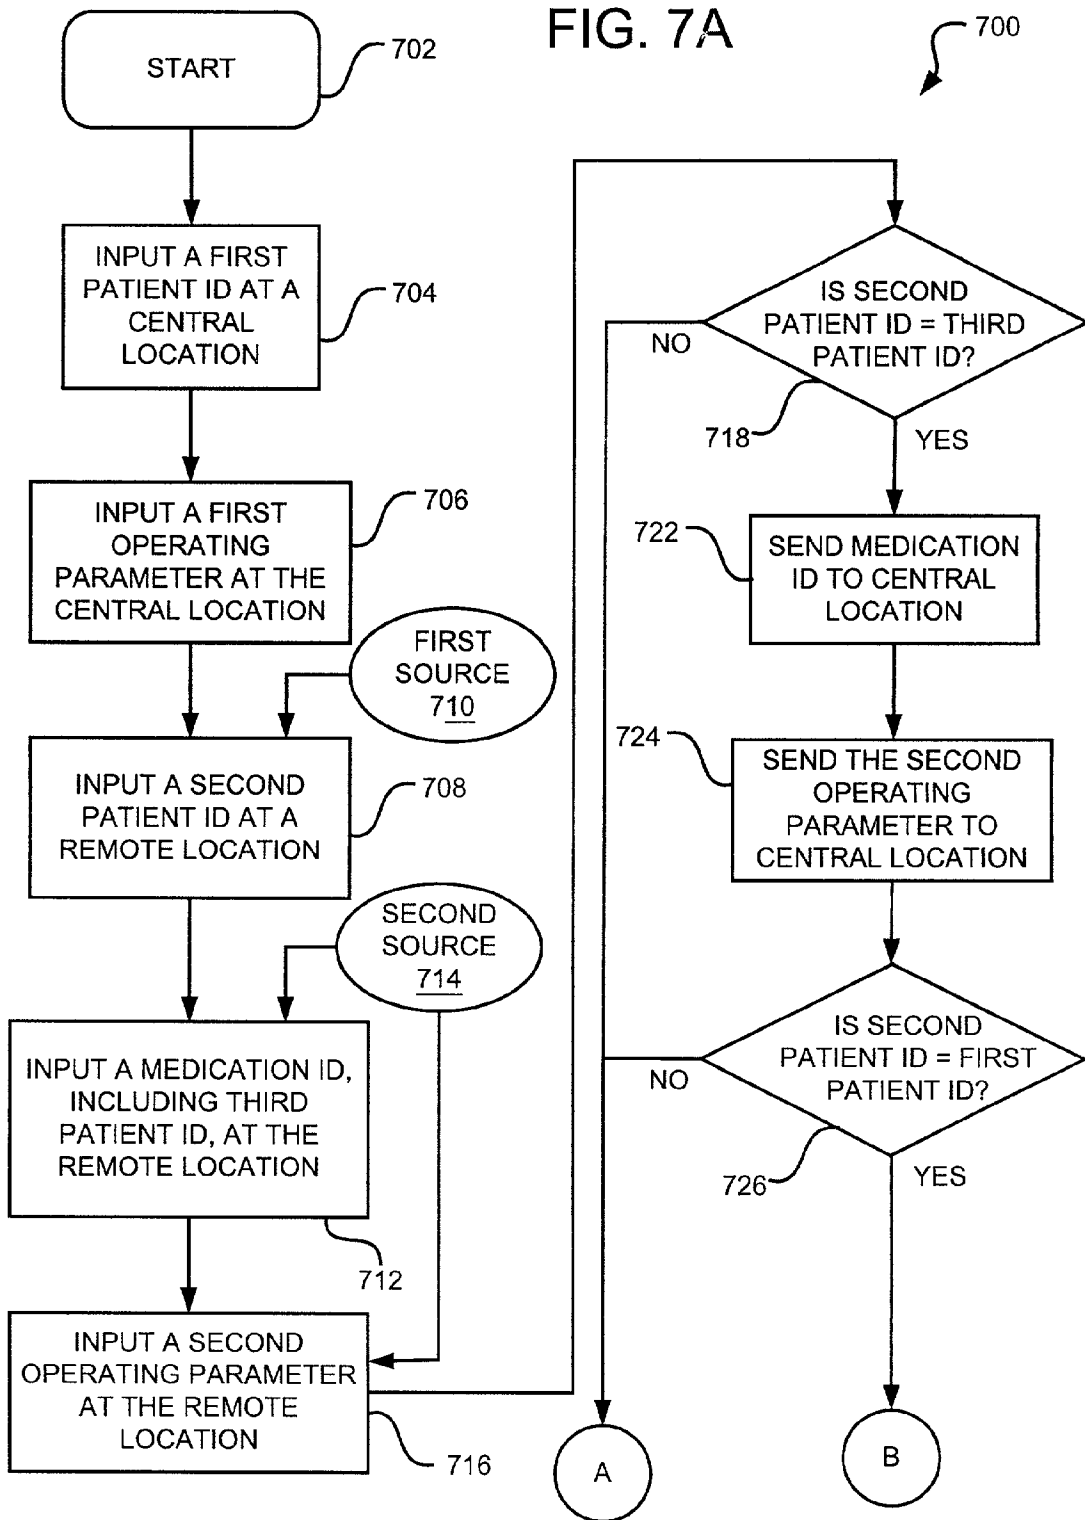 FIG. 7A
700
START
702
INPUT A FIRST
PATIENT ID AT A
CENTRAL
LOCATION
704
INPUT A FIRST
OPERATING
PARAMETER AT THE
CENTRAL LOCATION
706
FIRST
SOURCE
710
INPUT A SECOND
PATIENT ID AT A
REMOTE LOCATION
708
SECOND
SOURCE
714
INPUT A MEDICATION ID,
INCLUDING THIRD
PATIENT ID, AT THE
REMOTE LOCATION
712
INPUT A SECOND
OPERATING PARAMETER
AT THE REMOTE
LOCATION
716
IS SECOND
PATIENT ID = THIRD
PATIENT ID?
NO
718
YES
722
SEND MEDICATION
ID TO CENTRAL
LOCATION
724
SEND THE SECOND
OPERATING
PARAMETER TO
CENTRAL LOCATION
IS SECOND
PATIENT ID = FIRST
PATIENT ID?
NO
726
YES
A
B